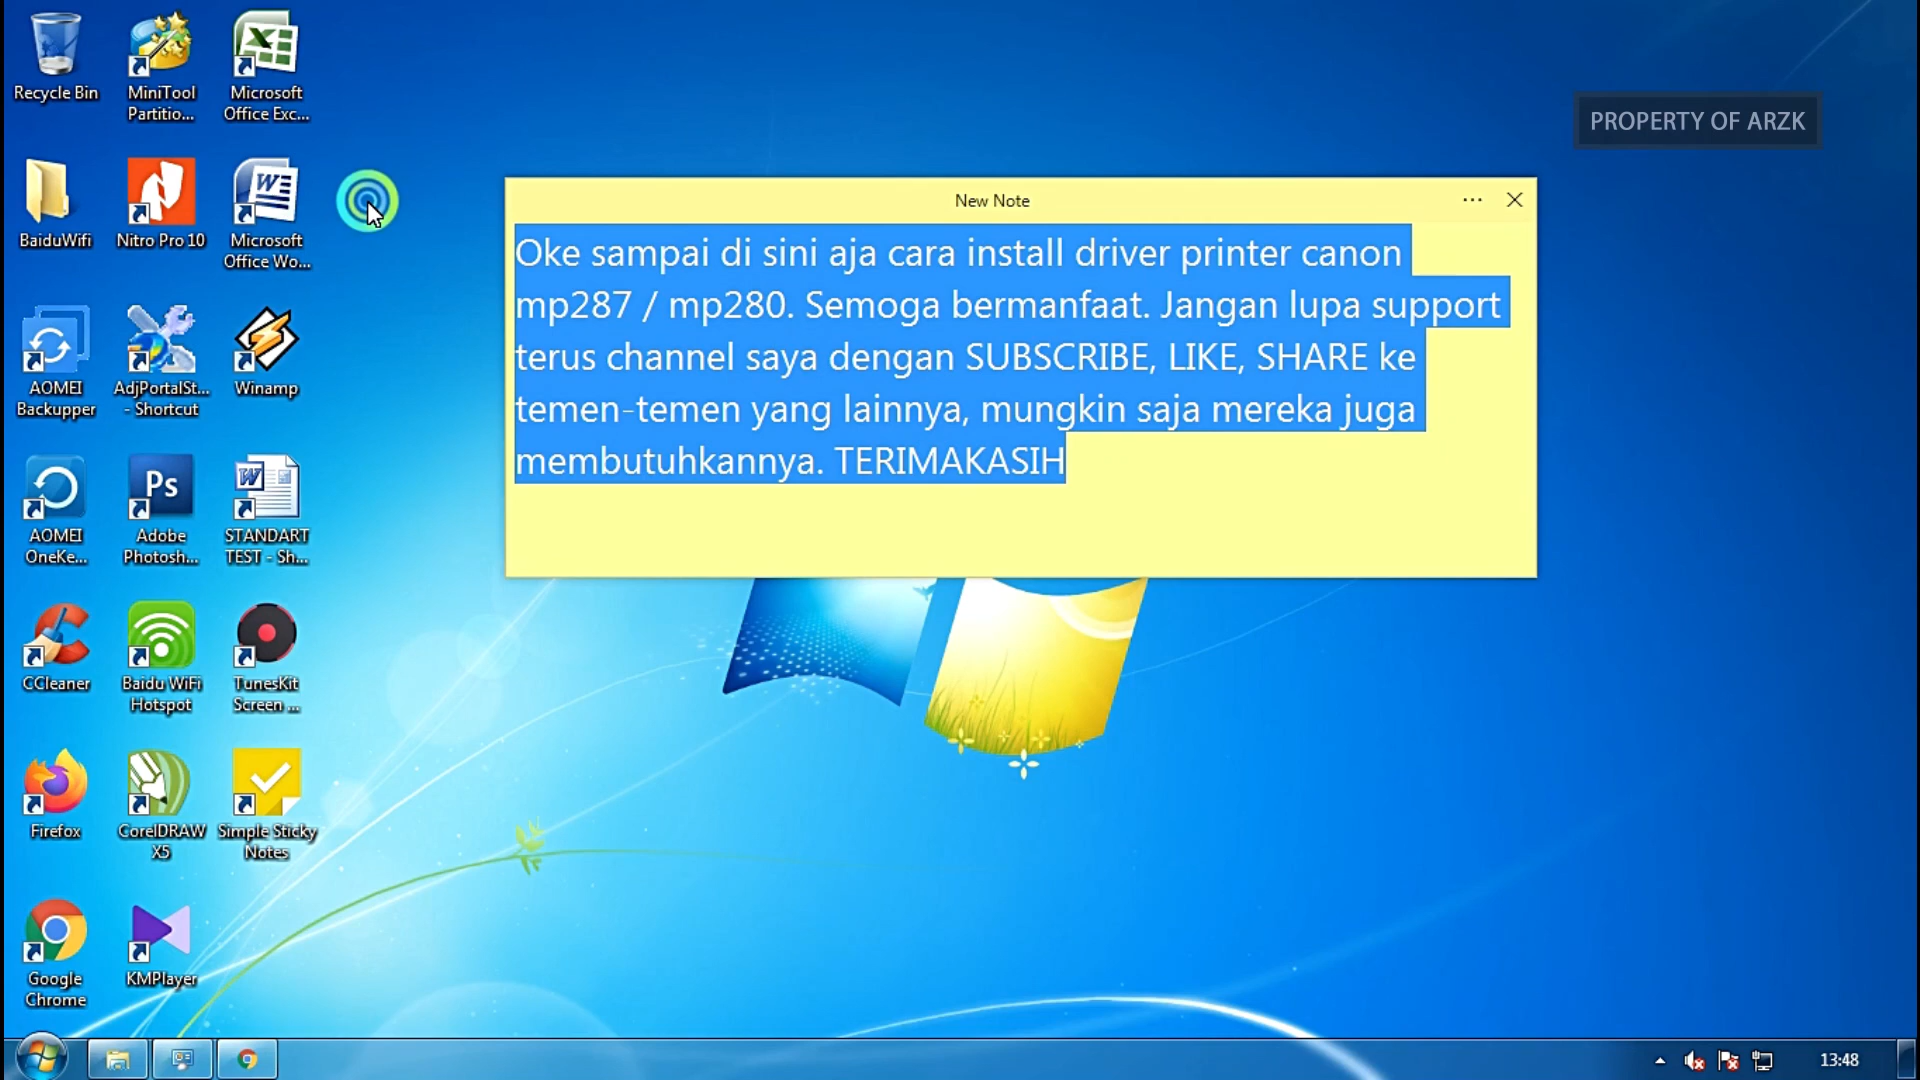 Recycle Bin
MiniTool
Partitio...
Microsoft
Office Exc...
PROPERTY OF ARZK
BaiduWifi
Nitro Pro 10
Microsoft
Office Wo...
New Note
Oke sampai di sini aja cara install driver printer canon
mp287 / mp280. Semoga bermanfaat. Jangan lupa support
terus channel saya dengan SUBSCRIBE, LIKE, SHARE ke
temen-temen yang lainnya, mungkin saja mereka juga
membutuhkannya. TERIMAKASIH
AOMEI
Backupper
AdjPortalSt...
- Shortcut
Winamp
AOMEI
OneKe...
Ps
Adobe
Photosh...
STANDART
TEST - Sh...
CCleaner
Baidu WiFi
Hotspot
TunesKit
Screen ...
Firefox
CorelDRAW
X5
Simple Sticky
Notes
Google
Chrome
KMPlayer
13:48